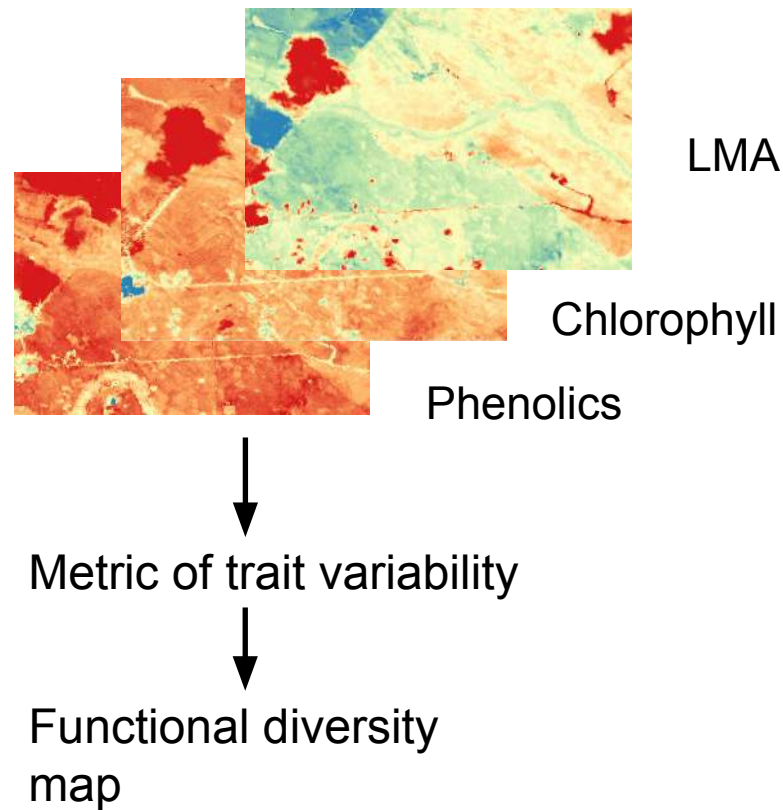 LMA
Chlorophyll
Phenolics
Metric of trait variability
Functional diversity
map